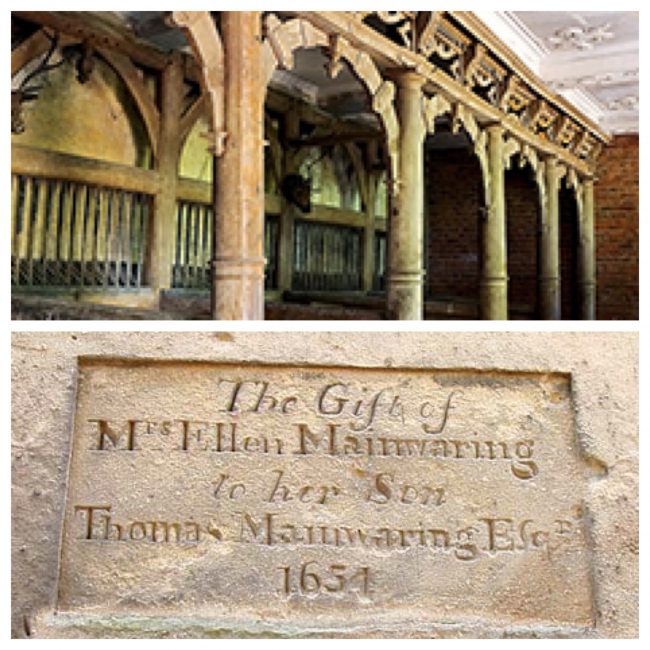 The Gift of
Mrs Ellen Mainwaring
to her Son
Thomas Mainwaring Esqr
1654